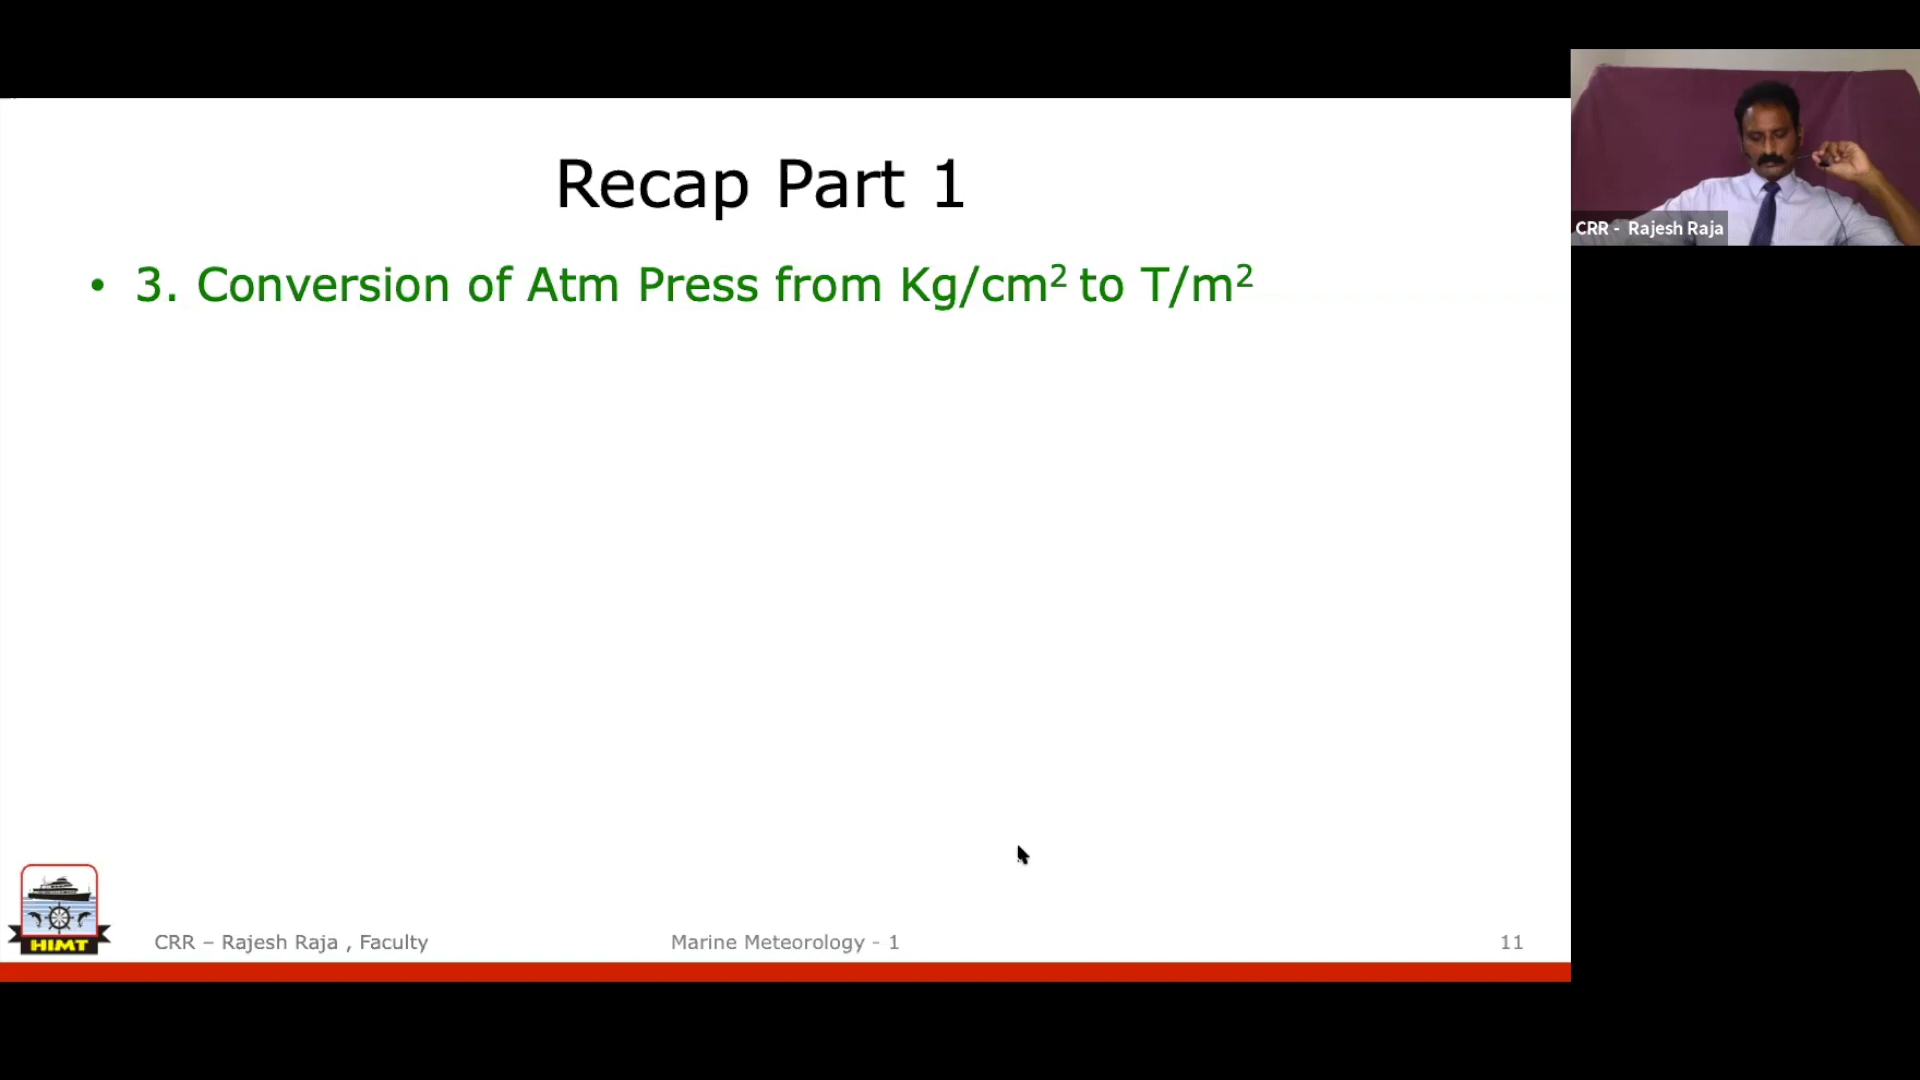 Recap Part 1
• 3. Conversion of Atm Press from Kg/cm² to T/m²
CRR - Rajesh Raja
HIMT
CRR – Rajesh Raja , Faculty
Marine Meteorology - 1
11